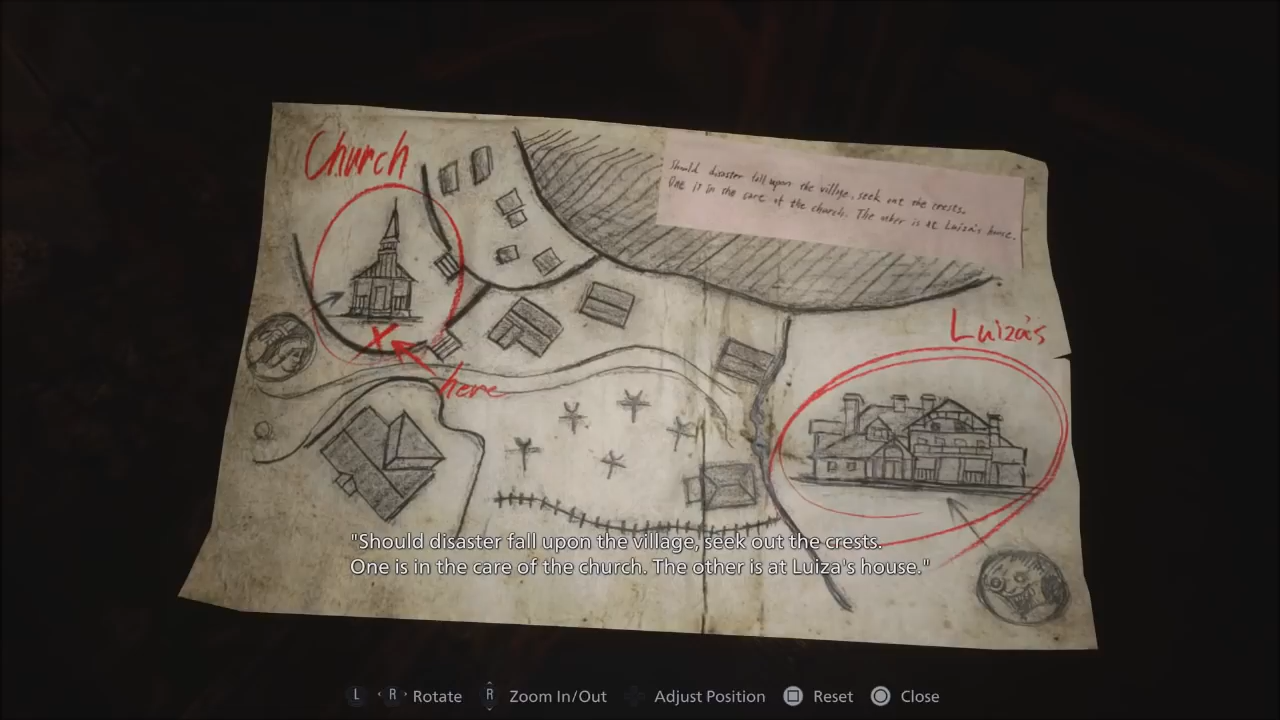 Church
Should disaster fall upon the village, seek out the crests.
One is in the care of the church. The other is at Luiza's house.
Luiza's
here
"Should disaster fall upon the village, seek out the crests.
One is in the care of the church. The other is at Luiza's house."
L R Rotate R Zoom In/Out Adjust Position Reset Close